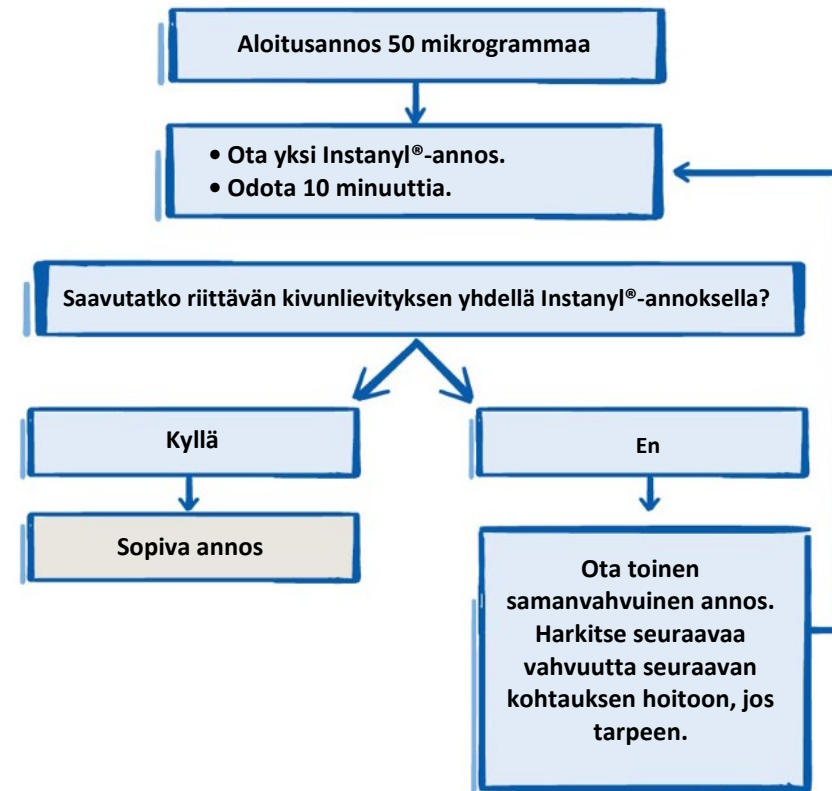 Aloitusannos 50 mikrogrammaa
• Ota yksi Instanyl®-annos.
• Odota 10 minuuttia.
Saavutatko riittävän kivunlievityksen yhdellä Instanyl®-annoksella?
Kyllä
En
Sopiva annos
Ota toinen
samanvahvuinen annos.
Harkitse seuraavaa
vahvuutta seuraavan
kohtauksen hoitoon, jos
tarpeen.